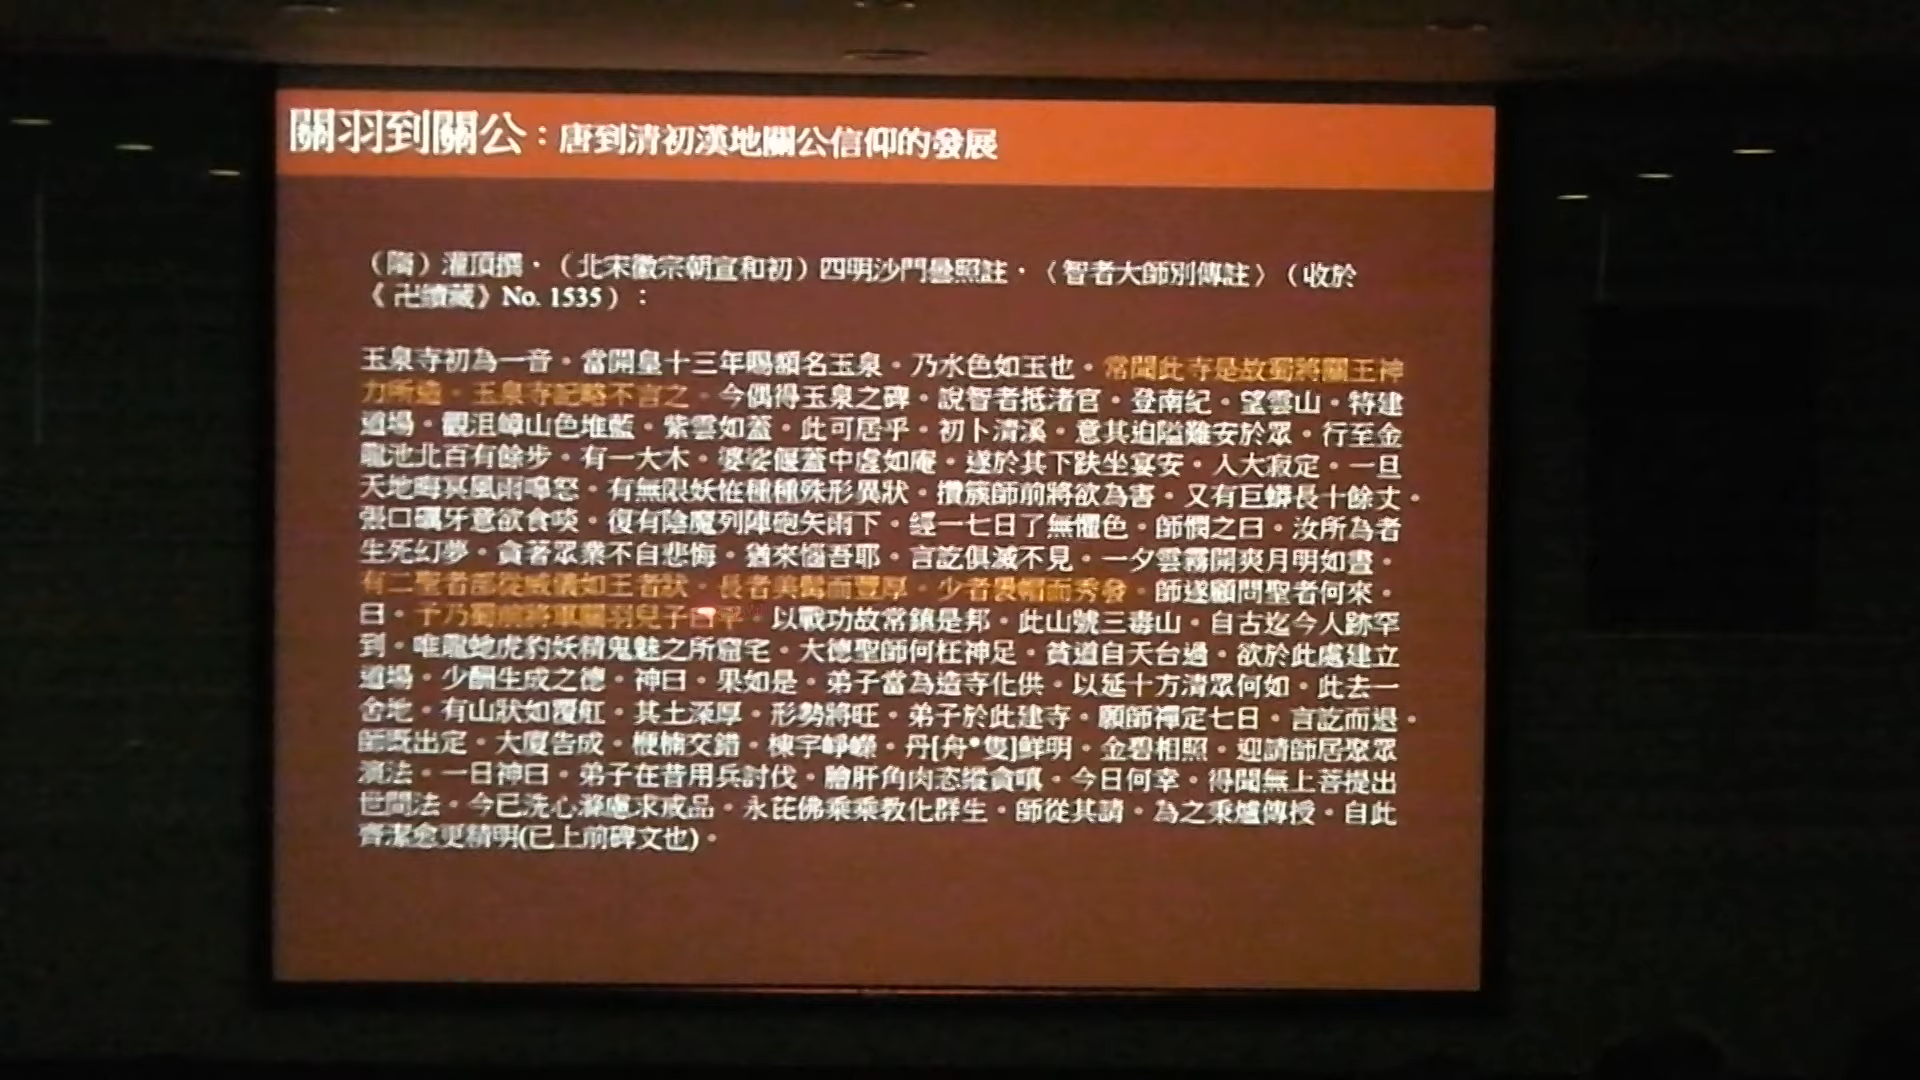 關羽到關公：唐到清初漢地關公信仰的發展
（隋）灌頂撰．（北宋徽宗朝宣和初）四明沙門曇照註．〈智者大師別傳註〉（收於
《卍續藏》No. 1535）：
玉泉寺初為一音。當開皇十三年賜額名玉泉。乃水色如玉也。常聞此寺是故蜀將關王神
力所造。玉泉寺記略不言之。今偶得玉泉之碑。說智者抵渚宮。登南紀。望雲山。特建
道場。觀沮嶂山色堆藍。紫雲如蓋。此可居乎。初卜清溪。意其迫隘難安於眾。行至金
龍池北百有餘步。有一大木。婆娑偃蓋中虛如庵。遂於其下趺坐宴安。入大寂定。一旦
天地晦冥風雨嘷怒。有無限妖怪種種殊形異狀。攢簇師前將欲為害。又有巨蟒長十餘丈。
張口礪牙意欲食啖。復有陰魔列陣砲矢雨下。經一七日了無懼色。師憫之曰。汝所為者
生死幻夢。貪著眾業不自悲悔。猶來惱吾耶。言訖俱滅不見。一夕雲霧開爽月明如晝。
有二聖者部從威儀如王者狀。長者美髯而豐厚。少者裊帽而秀發。師遂顧問聖者何來。
曰。予乃蜀前將軍關羽兒子曰平。以戰功故常鎮是邦。此山號三毒山。自古迄今人跡罕
到。唯龍虵虎豹妖精鬼魅之所窟宅。大德聖師何枉神足。貧道自天台過。欲於此處建立
道場。少酬生成之德。神曰。果如是。弟子當為造寺化供。以延十方清眾何如。此去一
舍地。有山狀如覆舡。其土深厚。形勢將旺。弟子於此建寺。願師禪定七日。言訖而退。
師既出定。大廈告成。楩楠交錯。棟宇崢嶸。丹[舟*隻]鮮明。金碧相照。迎請師居聚眾
演法。一日神曰。弟子在昔用兵討伐。膾肝角肉恣縱貪嗔。今日何幸。得聞無上菩提出
世間法。今已洗心滌慮求戒品。永茈佛乘乘教化群生。師從其請。為之秉爐傳授。自此
齊潔愈更精明(已上前碑文也)。